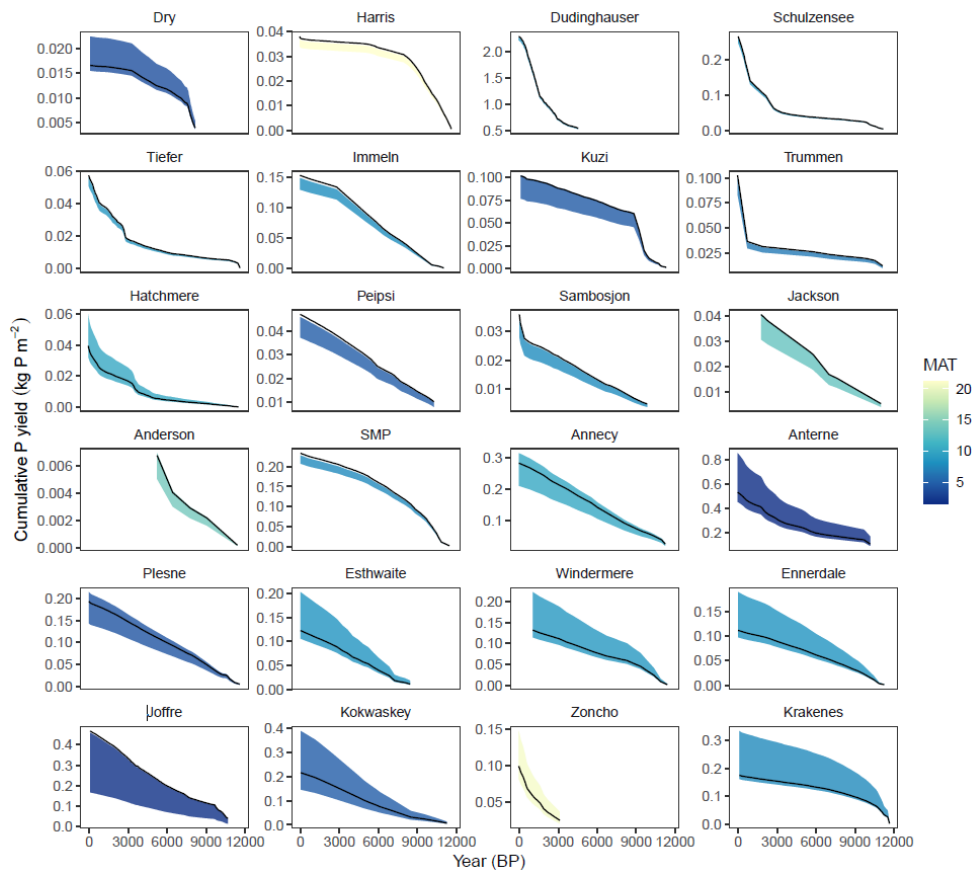 Dry Harris Dudinghauser Schulzensee
0.020 0.015 0.010 0.005
0.04 0.03 0.02 0.01 0.00
2.0 1.5 1.0 0.5
0.2 0.1 0.0
Tiefer Immeln Kuzi Trummen
0.06 0.04 0.02 0.00
0.15 0.10 0.05 0.00
0.100 0.075 0.050 0.025 0.000
0.100 0.075 0.050 0.025
Hatchmere Peipsi Sambosjon Jackson
0.06 0.04 0.02 0.00
0.04 0.03 0.02 0.01
0.03 0.02 0.01
0.04 0.03 0.02 0.01
Anderson SMP Annecy Anterne
0.006 0.004 0.002 0.000
0.20 0.15 0.10 0.05 0.00
0.3 0.2 0.1
0.8 0.6 0.4 0.2
Plesne Esthwaite Windermere Ennerdale
0.20 0.15 0.10 0.05 0.00
0.20 0.15 0.10 0.05 0.00
0.20 0.15 0.10 0.05 0.00
0.15 0.10 0.05 0.00
Joffre Kokwaskey Zoncho Krakenes
0.4 0.3 0.2 0.1 0.0
0.4 0.3 0.2 0.1 0.0
0.15 0.10 0.05
0.3 0.2 0.1 0.0
0 3000 6000 9000 12000
0 3000 6000 9000 12000
0 3000 6000 9000 12000
0 3000 6000 9000 12000
Year (BP)
Cumulative P yield (kg P m⁻²)
MAT
20
15
10
5